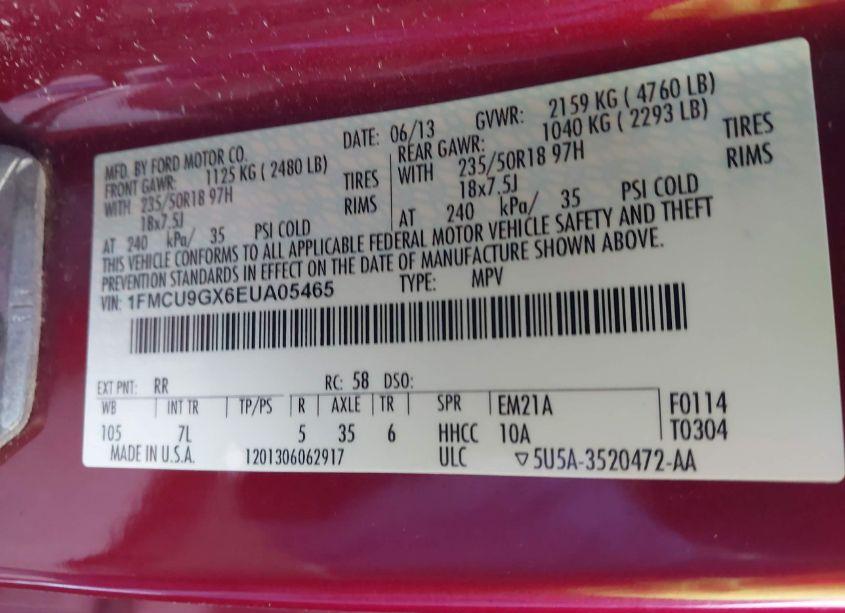 MFD. BY FORD MOTOR CO. DATE: 06/13 GVWR: 2159 KG ( 4760 LB)
FRONT GAWR: 1125 KG ( 2480 LB) REAR GAWR: 1040 KG ( 2293 LB)
WITH 235/50R18 97H TIRES WITH 235/50R18 97H TIRES
18x7.5J RIMS 18x7.5J RIMS
AT 240 kPa/ 35 PSI COLD AT 240 kPa/ 35 PSI COLD
THIS VEHICLE CONFORMS TO ALL APPLICABLE FEDERAL MOTOR VEHICLE SAFETY AND THEFT
PREVENTION STANDARDS IN EFFECT ON THE DATE OF MANUFACTURE SHOWN ABOVE.
VIN: 1FMCU9GX6EUA05465 TYPE: MPV
EXT PNT: RR RC: 58 DSO:
WB INT TR TP/PS R AXLE TR SPR EM21A F0114
105 7L 5 35 6 HHCC 10A T0304
MADE IN U.S.A. 1201306062917 ULC ▽5U5A-3520472-AA